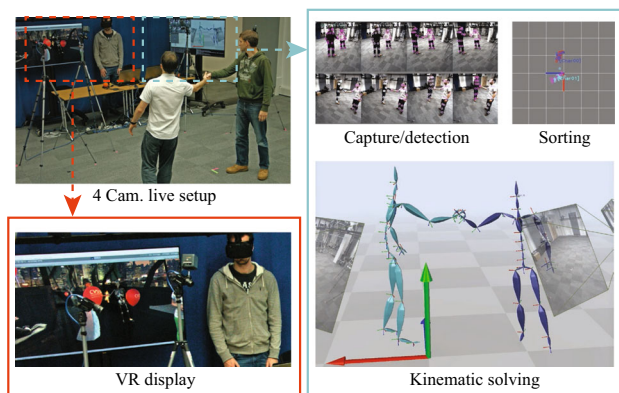 4 Cam. live setup
Capture/detection
Sorting
VR display
Kinematic solving